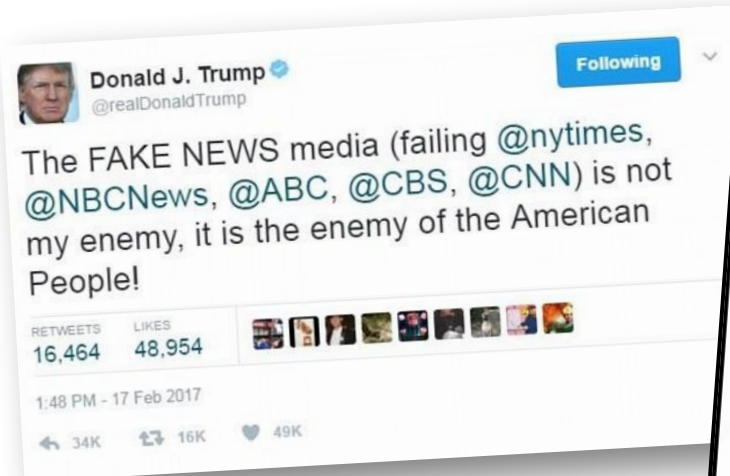 Donald J. Trump
@realDonaldTrump
Following
The FAKE NEWS media (failing @nytimes,
@NBCNews, @ABC, @CBS, @CNN) is not
my enemy, it is the enemy of the American
People!
RETWEETS LIKES
16,464 48,954
1:48 PM - 17 Feb 2017
34K 16K 49K